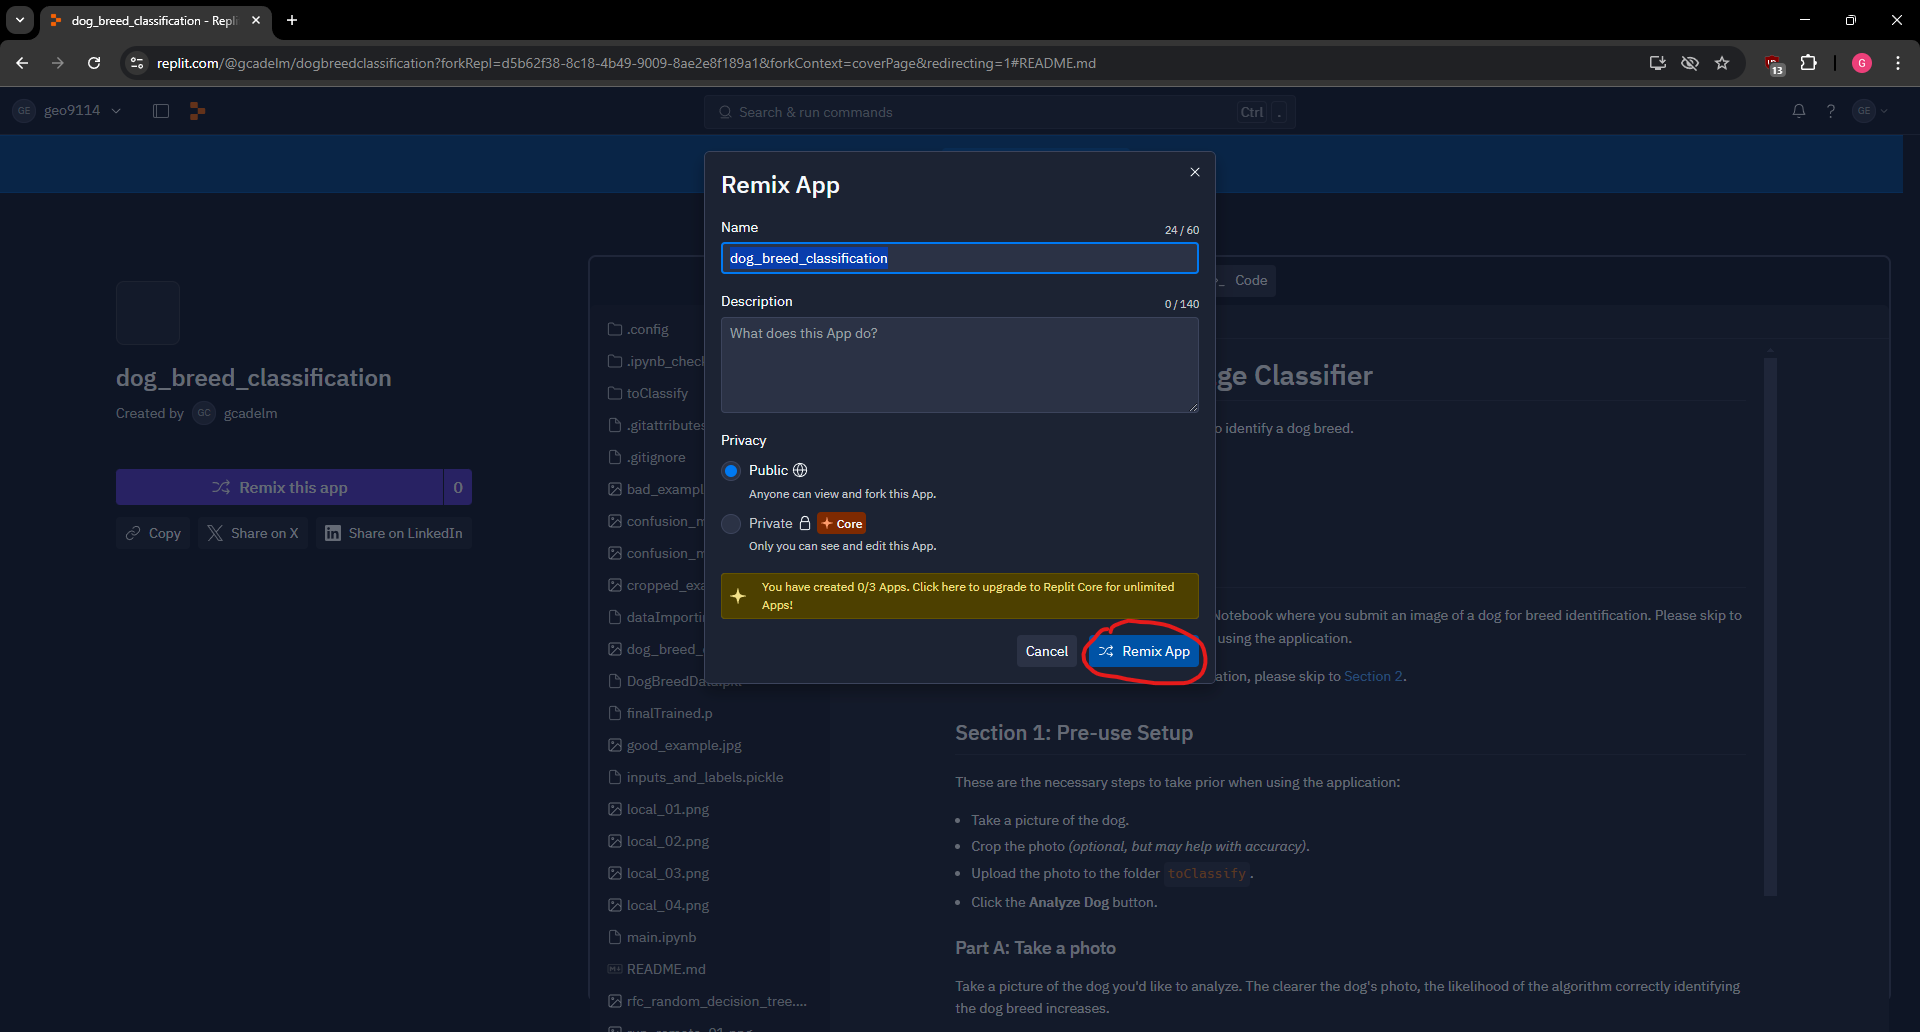 dog_breed_classification - Repli
replit.com/@gcadelm/dogbreedclassification?forkRepl=d5b62f38-8c18-4b49-9009-8ae2e8f189a1&forkContext=coverPage&redirecting=1#README.md
13
G
GE geo9114
Search & run commands
Ctrl .
?
GE
Remix App
Name
24 / 60
dog_breed_classification
Description
0 / 140
What does this App do?
Privacy
Public
Anyone can view and fork this App.
Private Core
Only you can see and edit this App.
You have created 0/3 Apps. Click here to upgrade to Replit Core for unlimited
Apps!
Cancel
Remix App
dog_breed_classification
Created by GC gcadelm
Remix this app 0
Copy
Share on X
Share on LinkedIn
.config
.ipynb_check
toClassify
.gitattributes
.gitignore
bad_exampl
confusion_m
confusion_m
cropped_exa
dataImportin
dog_breed_
DogBreedData.pkl
finalTrained.p
good_example.jpg
inputs_and_labels.pickle
local_01.png
local_02.png
local_03.png
local_04.png
main.ipynb
README.md
rfc_random_decision_tree....
Code
ge Classifier
o identify a dog breed.
Notebook where you submit an image of a dog for breed identification. Please skip to
using the application.
ation, please skip to Section 2.
Section 1: Pre-use Setup
These are the necessary steps to take prior when using the application:
• Take a picture of the dog.
• Crop the photo (optional, but may help with accuracy).
• Upload the photo to the folder toClassify.
• Click the Analyze Dog button.
Part A: Take a photo
Take a picture of the dog you'd like to analyze. The clearer the dog's photo, the likelihood of the algorithm correctly identifying
the dog breed increases.